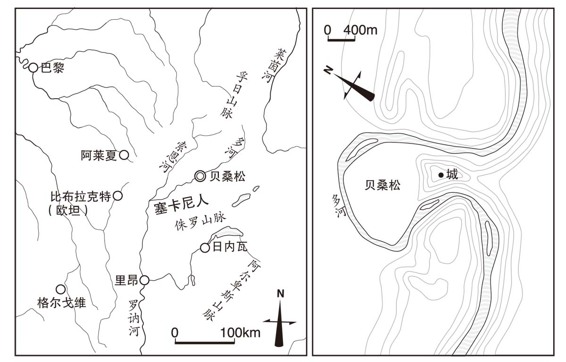 巴黎
莱茵河
孚日山脉
阿莱夏
索恩河
多河
贝桑松
比布拉克特
（欧坦）
塞卡尼人
侏罗山脉
日内瓦
里昂
阿尔卑斯山脉
格尔戈维
罗讷河
N
0 100km
0 400m
N
贝桑松
城
多河